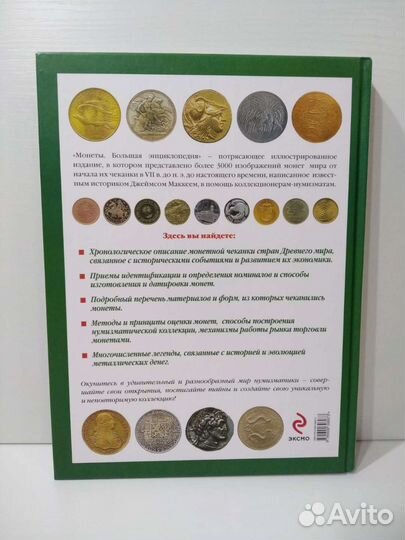 «Монеты. Большая энциклопедия» – потрясающее иллюстрированное
издание, в котором представлено более 5000 изображений монет мира от
начала их чеканки в VII в. до н. э. до настоящего времени, написанное извест-
ным историком Джеймсом Маккеем, в помощь коллекционерам-нумизматам.
Здесь вы найдете:
Хронологическое описание монетной чеканки стран Древнего мира,
связанное с историческими событиями и развитием их экономики.
Приемы идентификации и определения номиналов и способы
изготовления и датировки монет.
Подробный перечень материалов и форм, из которых чеканились
монеты.
Методы и принципы оценки монет, способы построения
нумизматической коллекции, механизмы работы рынка торговли
монетами.
Многочисленные легенды, связанные с историей и эволюцией
металлических денег.
Окунитесь в удивительный и разнообразный мир нумизматики – совер-
шайте свои открытия, постигайте тайны и создайте свою уникальную
и неповторимую коллекцию!
ЭКСМО
Avito